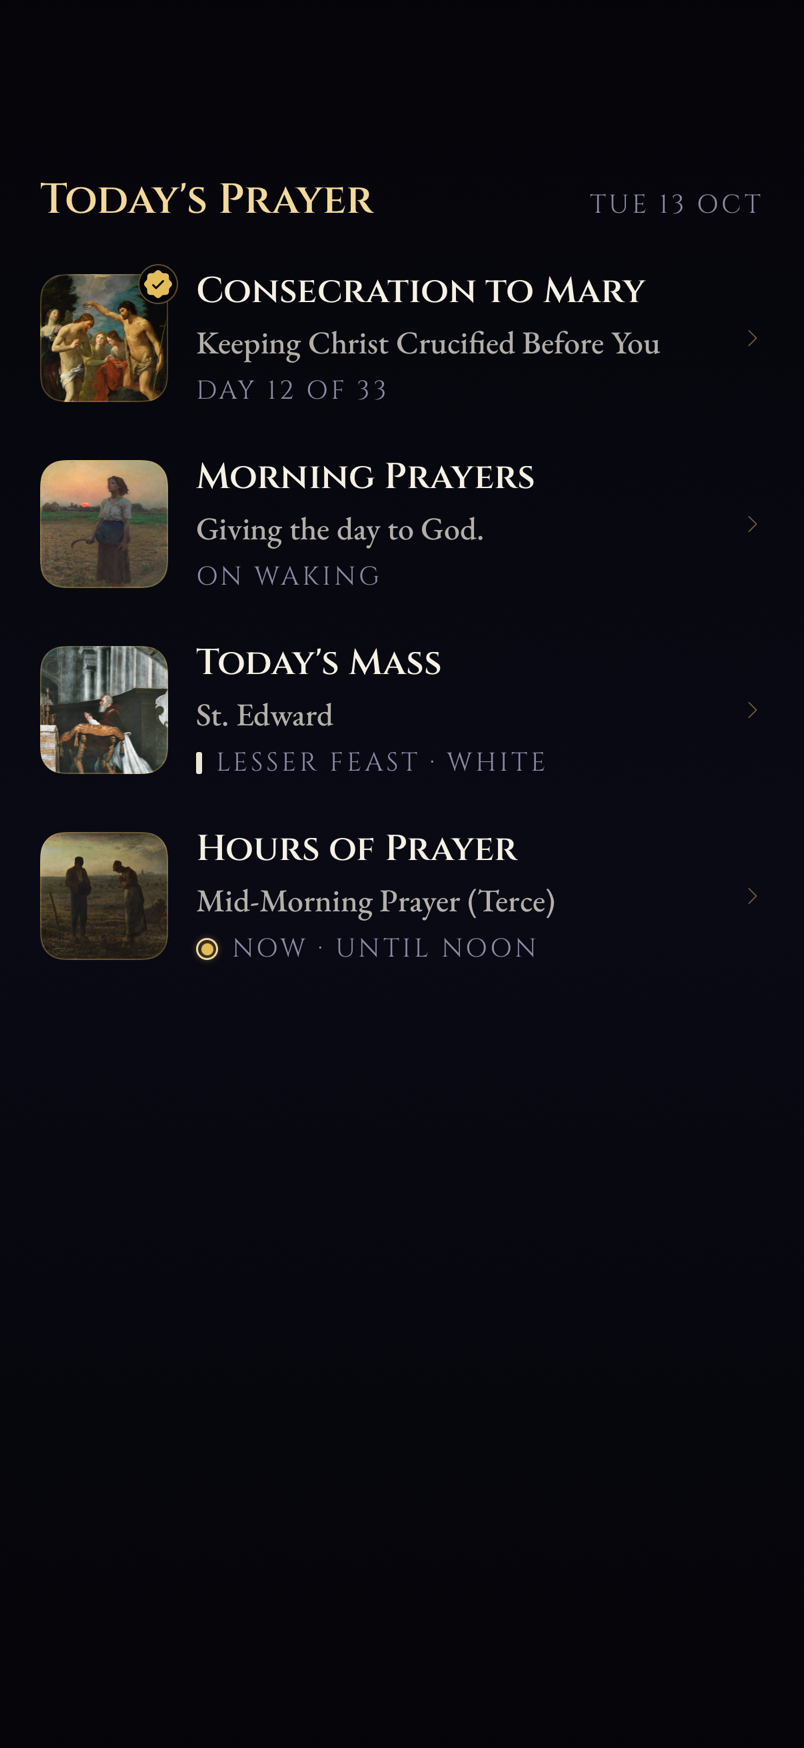 Today's Prayer
TUE 13 OCT
Consecration to Mary
Keeping Christ Crucified Before You
DAY 12 OF 33
Morning Prayers
Giving the day to God.
ON WAKING
Today's Mass
St. Edward
LESSER FEAST · WHITE
Hours of Prayer
Mid-Morning Prayer (Terce)
NOW · UNTIL NOON